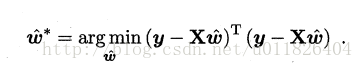 ŵ* = arg min (y − Xŵ)ᵀ (y − Xŵ) .
ŵ
http://blog.csdn.net/u011826404